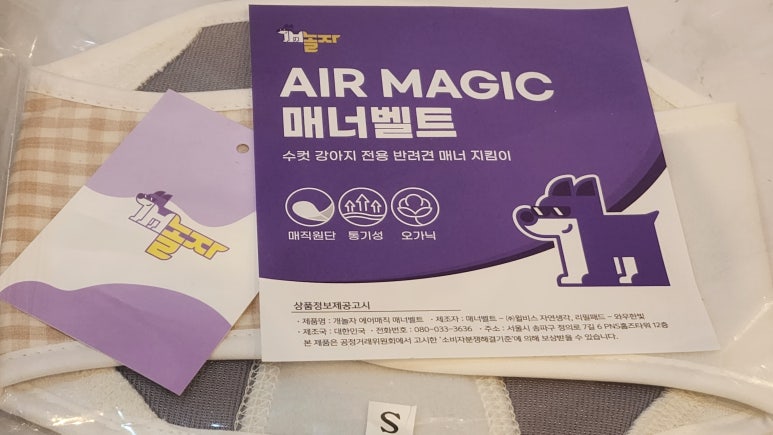 개놀자
AIR MAGIC
매너벨트
수컷 강아지 전용 반려견 매너 지킴이
매직원단 통기성 오가닉
개놀자
상품정보제공고시
· 제품명 : 개놀자 에어매직 매너벨트 · 제조자 : 매너벨트 - ㈜윌비스 자연생각, 리필패드 - 와우한빛
· 제조국 : 대한민국 · 전화번호 : 080-033-3636 · 주소 : 서울시 송파구 정의로 7길 6 PNS홈즈타워 12층
본 제품은 공정거래위원회에서 고시한 '소비자분쟁해결기준'에 의해 보상받을 수 있습니다.
S